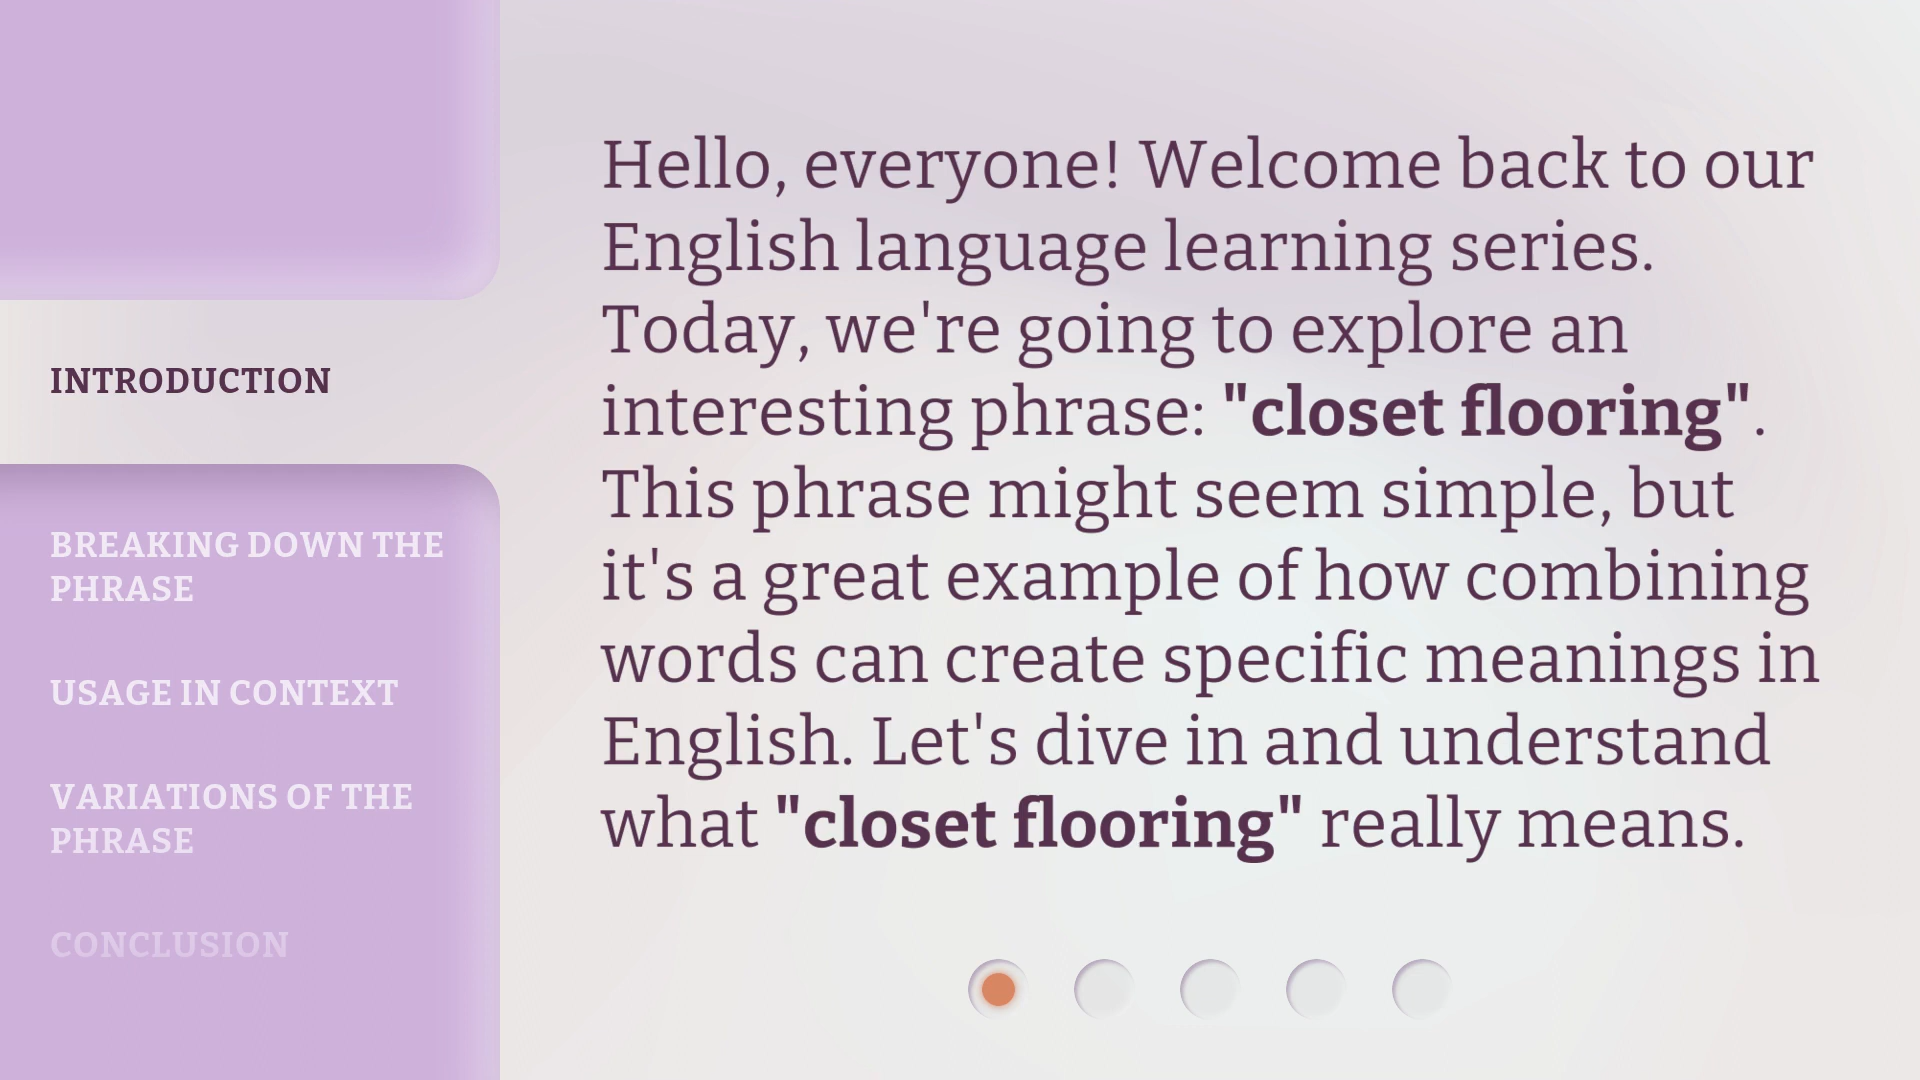 INTRODUCTION
BREAKING DOWN THE
PHRASE
USAGE IN CONTEXT
VARIATIONS OF THE
PHRASE
CONCLUSION
Hello, everyone! Welcome back to our
English language learning series.
Today, we're going to explore an
interesting phrase: "closet flooring".
This phrase might seem simple, but
it's a great example of how combining
words can create specific meanings in
English. Let's dive in and understand
what "closet flooring" really means.